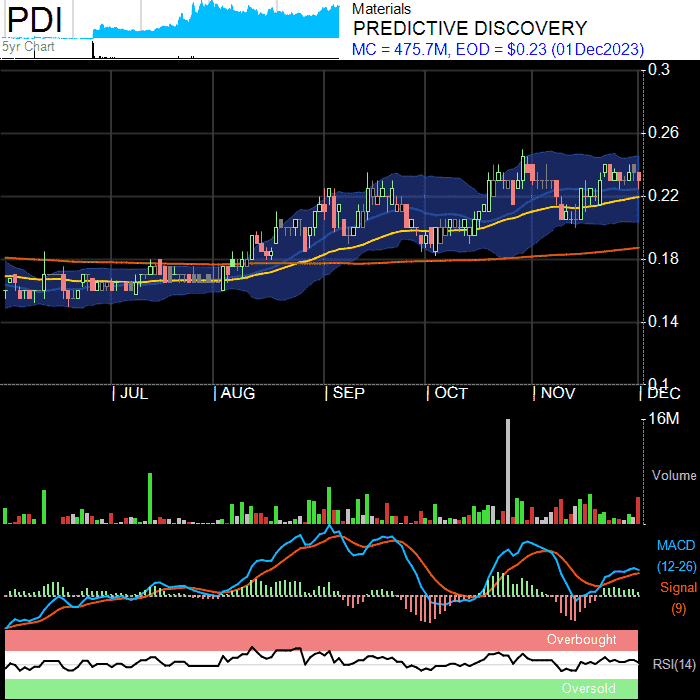 PDI
5yr Chart
Materials
PREDICTIVE DISCOVERY
MC = 475.7M, EOD = $0.23 (01Dec2023)
0.3
0.26
0.22
0.18
0.14
0.1
| JUL | AUG | SEP | OCT | NOV | DEC
16M
Volume
MACD
(12-26)
Signal
(9)
Overbought
RSI(14)
Oversold